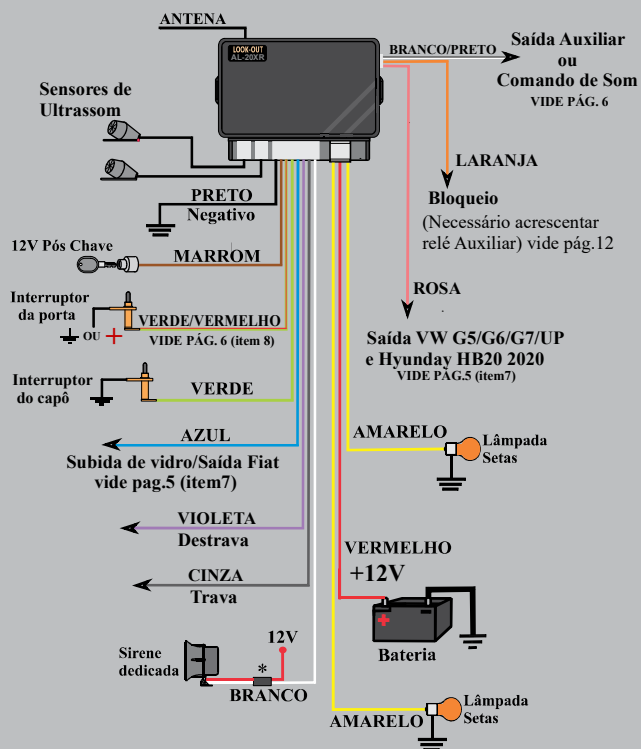 ANTENA
LOOK-OUT
AL-20XR
BRANCO/PRETO
Saída Auxiliar
ou
Comando de Som
VIDE PÁG. 6
Sensores de
Ultrassom
LARANJA
Bloqueio
(Necessário acrescentar
relé Auxiliar) vide pág.12
PRETO
Negativo
12V Pós Chave
MARROM
ROSA
Interruptor
da porta
OU +
VERDE/VERMELHO
VIDE PÁG. 6 (item 8)
Saída VW G5/G6/G7/UP
e Hyunday HB20 2020
VIDE PÁG.5 (item7)
Interruptor
do capô
VERDE
AZUL
Subida de vidro/Saída Fiat
vide pag.5 (item7)
AMARELO
Lâmpada
Setas
VIOLETA
Destrava
VERMELHO
+12V
CINZA
Trava
+
Bateria
Sirene
dedicada
12V
*
BRANCO
AMARELO
Lâmpada
Setas